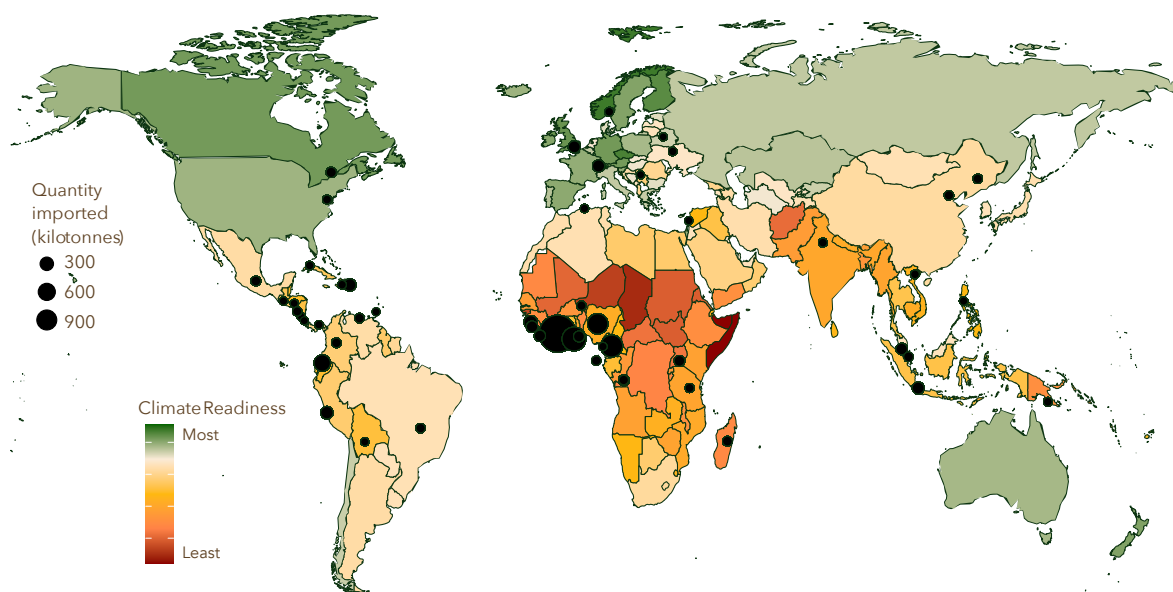 Quantity
imported
(kilotonnes)
300
600
900
Climate Readiness
Most
Least